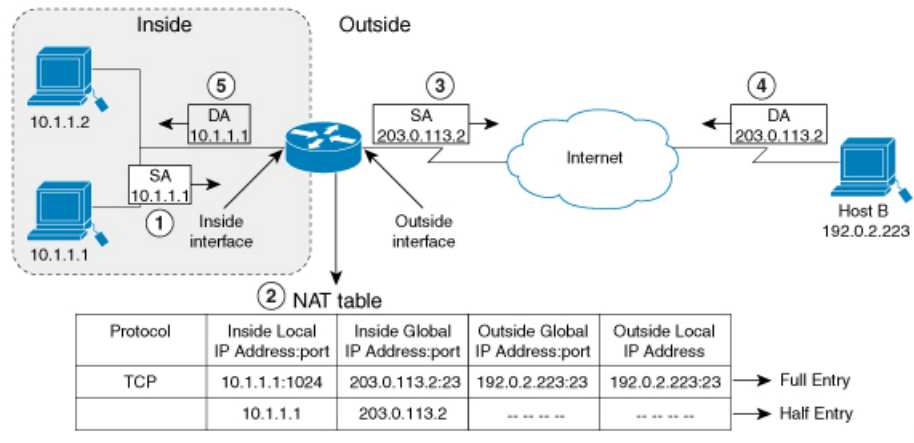 Inside
Outside
5
3
4
DA
10.1.1.1
SA
203.0.113.2
DA
203.0.113.2
10.1.1.2
Internet
SA
10.1.1.1
1
Inside
interface
Outside
interface
Host B
192.0.2.223
10.1.1.1
2 NAT table
Protocol
Inside Local
IP Address:port
Inside Global
IP Address:port
Outside Global
IP Address:port
Outside Local
IP Address
TCP
10.1.1.1:1024
203.0.113.2:23
192.0.2.223:23
192.0.2.223:23
Full Entry
10.1.1.1
203.0.113.2
-- -- -- --
-- -- -- --
Half Entry